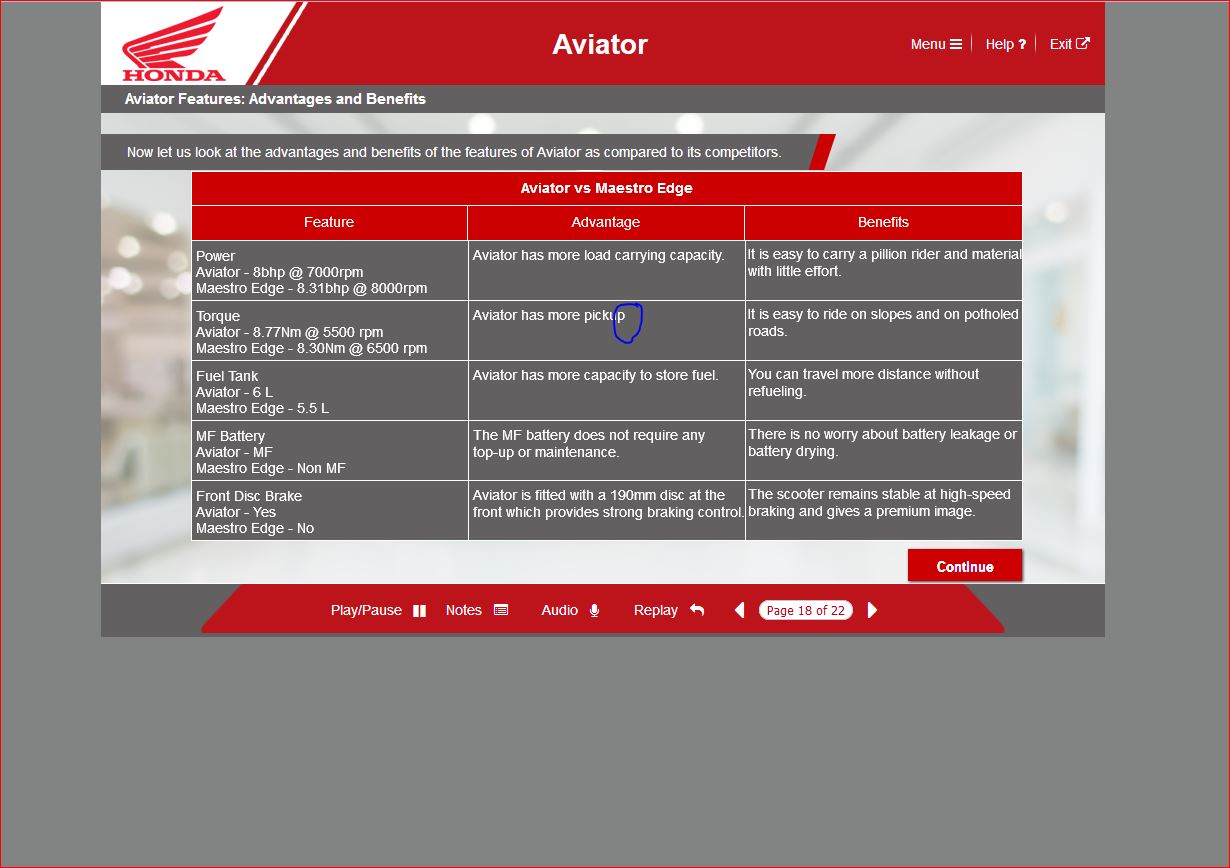 HONDA
Aviator
Menu
Help ?
Exit
Aviator Features: Advantages and Benefits
Now let us look at the advantages and benefits of the features of Aviator as compared to its competitors.
Aviator vs Maestro Edge
Feature
Advantage
Benefits
Power
Aviator - 8bhp @ 7000rpm
Maestro Edge - 8.31bhp @ 8000rpm
Aviator has more load carrying capacity.
It is easy to carry a pillion rider and material
with little effort.
Torque
Aviator - 8.77Nm @ 5500 rpm
Maestro Edge - 8.30Nm @ 6500 rpm
Aviator has more pickup
It is easy to ride on slopes and on potholed
roads.
Fuel Tank
Aviator - 6 L
Maestro Edge - 5.5 L
Aviator has more capacity to store fuel.
You can travel more distance without
refueling.
MF Battery
Aviator - MF
Maestro Edge - Non MF
The MF battery does not require any
top-up or maintenance.
There is no worry about battery leakage or
battery drying.
Front Disc Brake
Aviator - Yes
Maestro Edge - No
Aviator is fitted with a 190mm disc at the
front which provides strong braking control.
The scooter remains stable at high-speed
braking and gives a premium image.
Continue
Play/Pause
Notes
Audio
Replay
Page 18 of 22